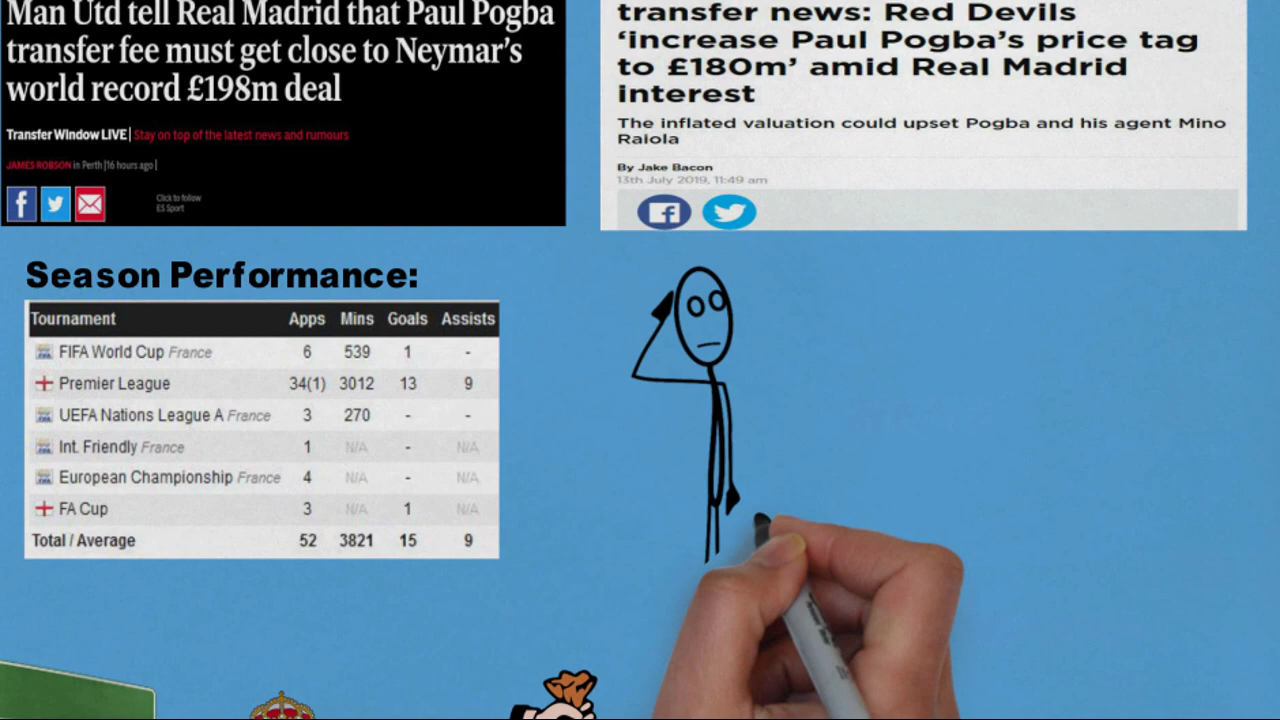 Man Utd tell Real Madrid that Paul Pogba
transfer fee must get close to Neymar's
world record £198m deal
Transfer Window LIVE | Stay on top of the latest news and rumours
JAMES ROBSON in Perth | 16 hours ago |
Click to follow
ES Sport
transfer news: Red Devils
‘increase Paul Pogba’s price tag
to £180m’ amid Real Madrid
interest
The inflated valuation could upset Pogba and his agent Mino
Raiola
By Jake Bacon
13th July 2019, 11:49 am
Season Performance:
Tournament Apps Mins Goals Assists
FIFA World Cup France 6 539 1 -
Premier League 34(1) 3012 13 9
UEFA Nations League A France 3 270 - -
Int. Friendly France 1 N/A - N/A
European Championship France 4 N/A - N/A
FA Cup 3 N/A 1 N/A
Total / Average 52 3821 15 9